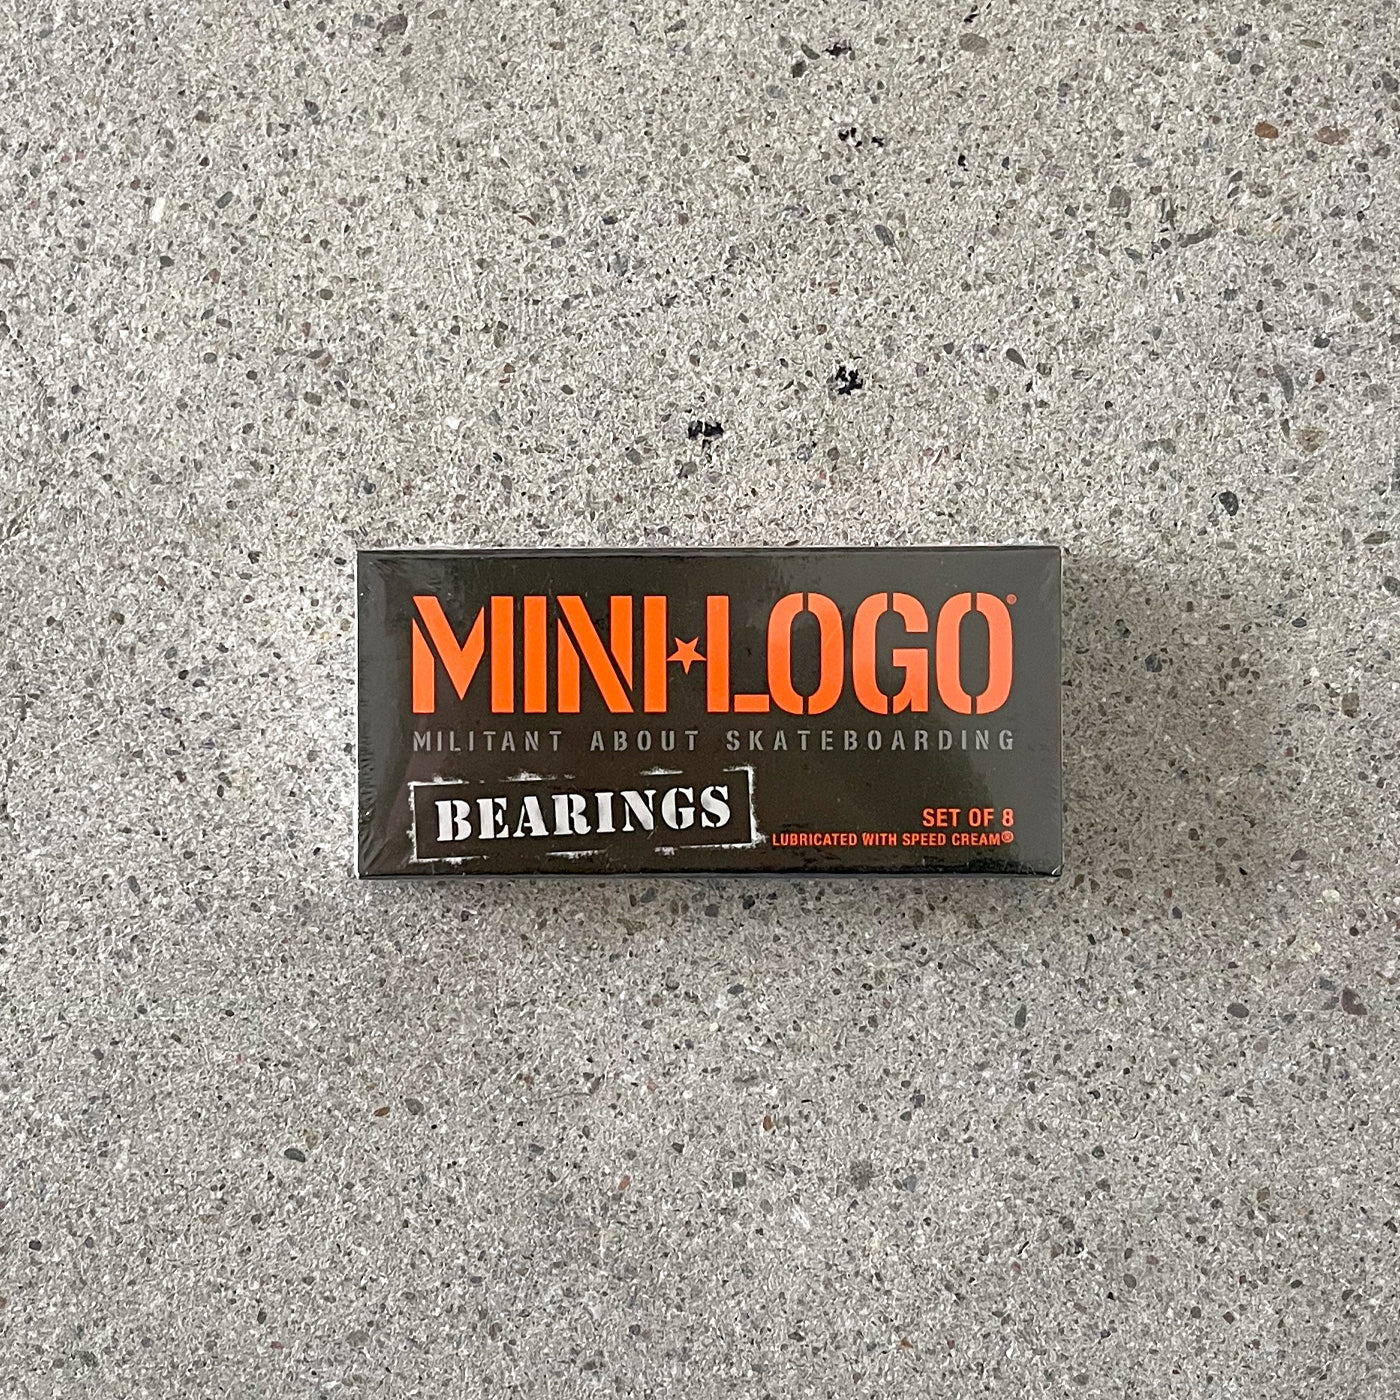 MINI★LOGO®
MILITANT ABOUT SKATEBOARDING
BEARINGS
SET OF 8
LUBRICATED WITH SPEED CREAM®